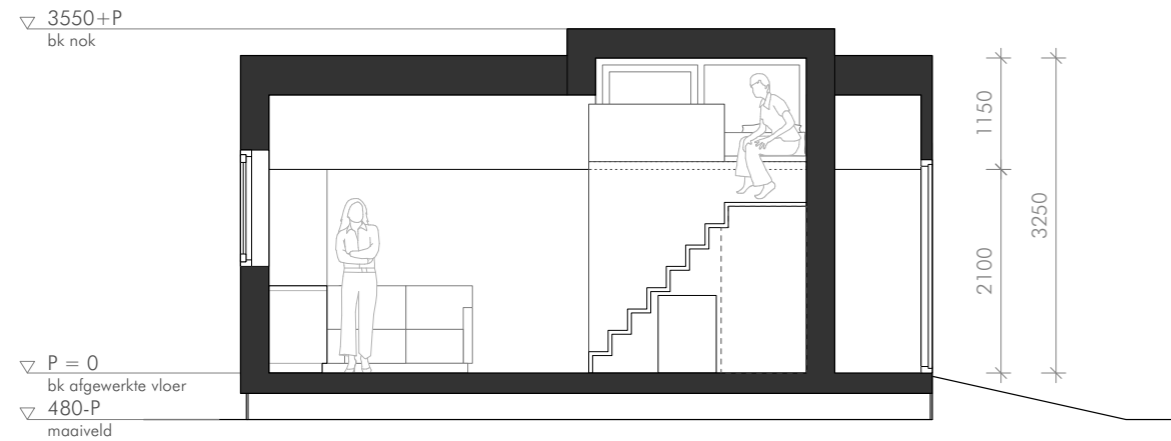 3550+P
bk nok
1150
3250
2100
P = 0
bk afgewerkte vloer
480-P
maaiveld